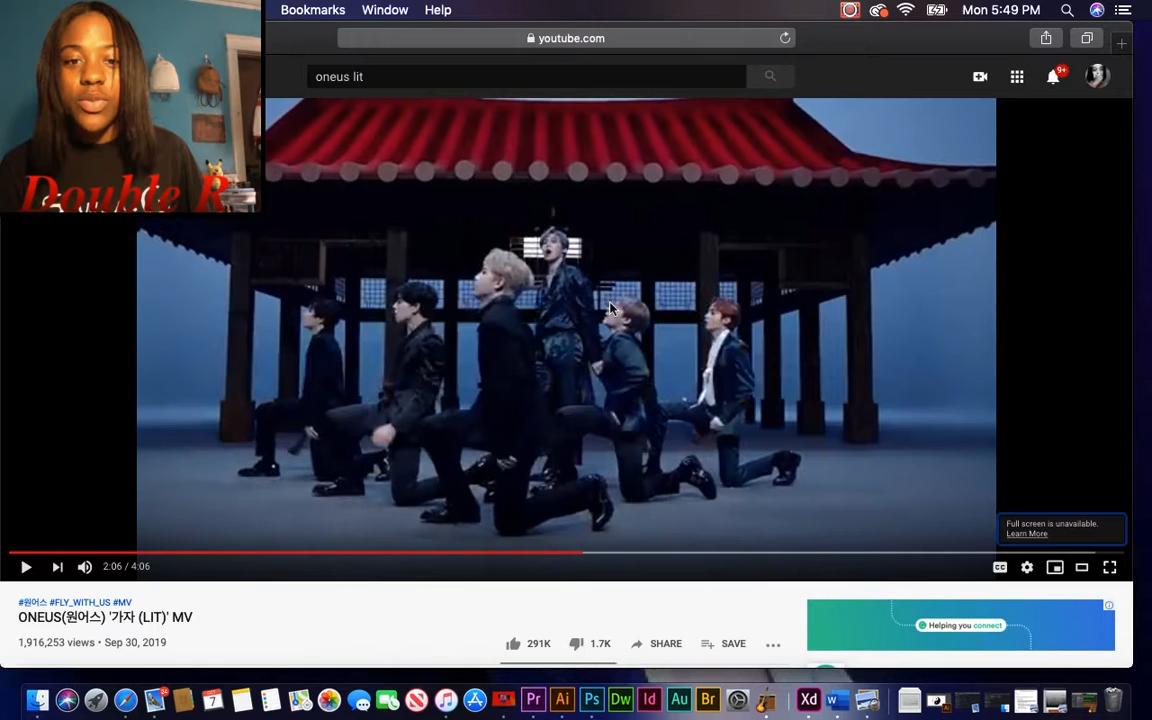 Bookmarks Window Help
Mon 5:49 PM
youtube.com
oneus lit
9+
Double R
Full screen is unavailable.
Learn More
2:06 / 4:06
CC
#원어스 #FLY_WITH_US #MV
ONEUS(원어스) '가자 (LIT)' MV
1,916,253 views • Sep 30, 2019
291K 1.7K SHARE SAVE
Helping you connect
24
7
Pr Ai Ps Dw Id Au Br Xd W